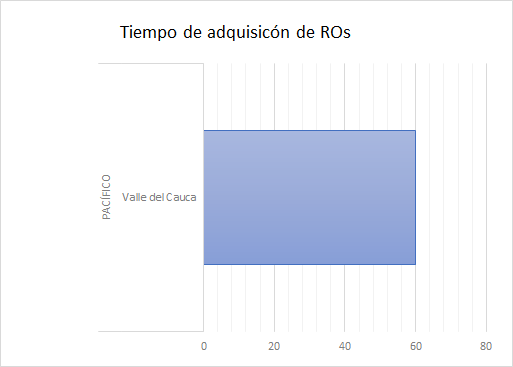 Tiempo de adquisicón de ROs
PACÍFICO
Valle del Cauca
0 20 40 60 80